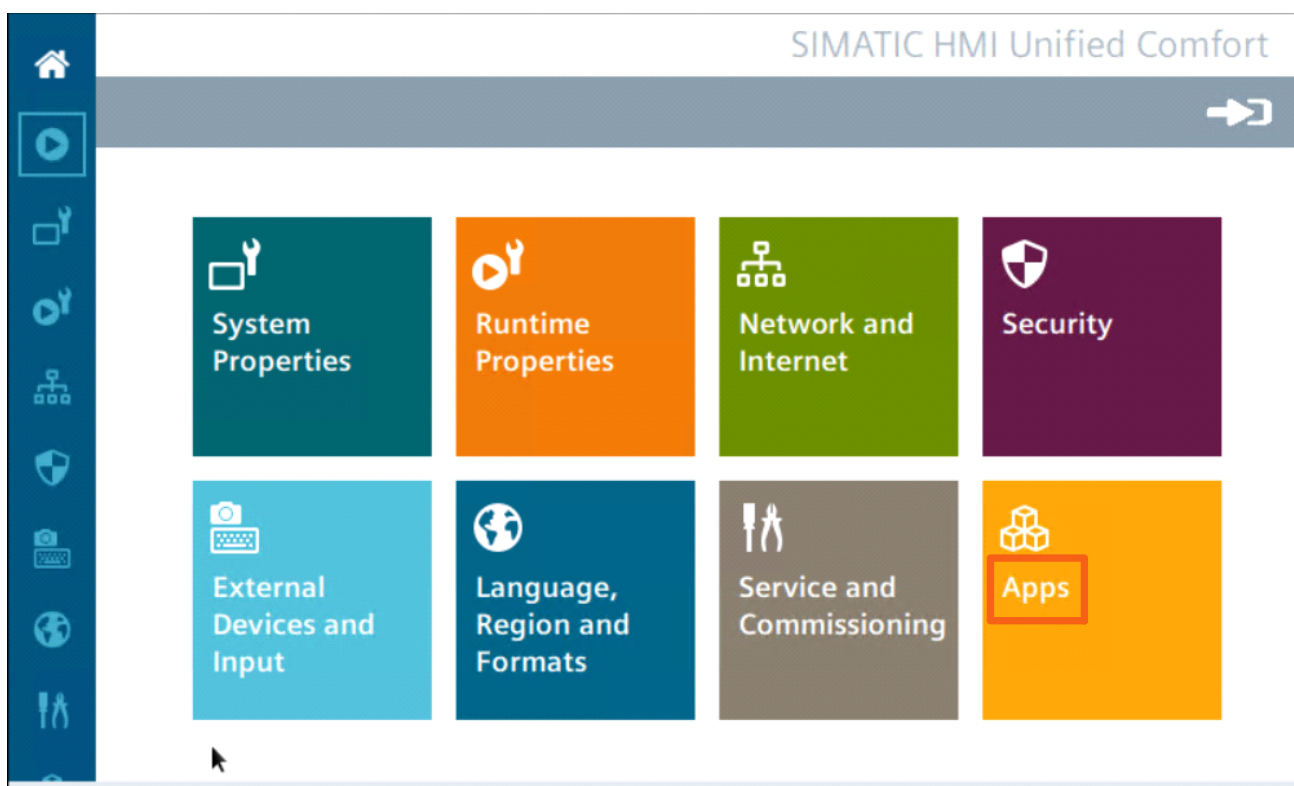 SIMATIC HMI Unified Comfort
System
Properties
Runtime
Properties
Network and
Internet
Security
External
Devices and
Input
Language,
Region and
Formats
Service and
Commissioning
Apps